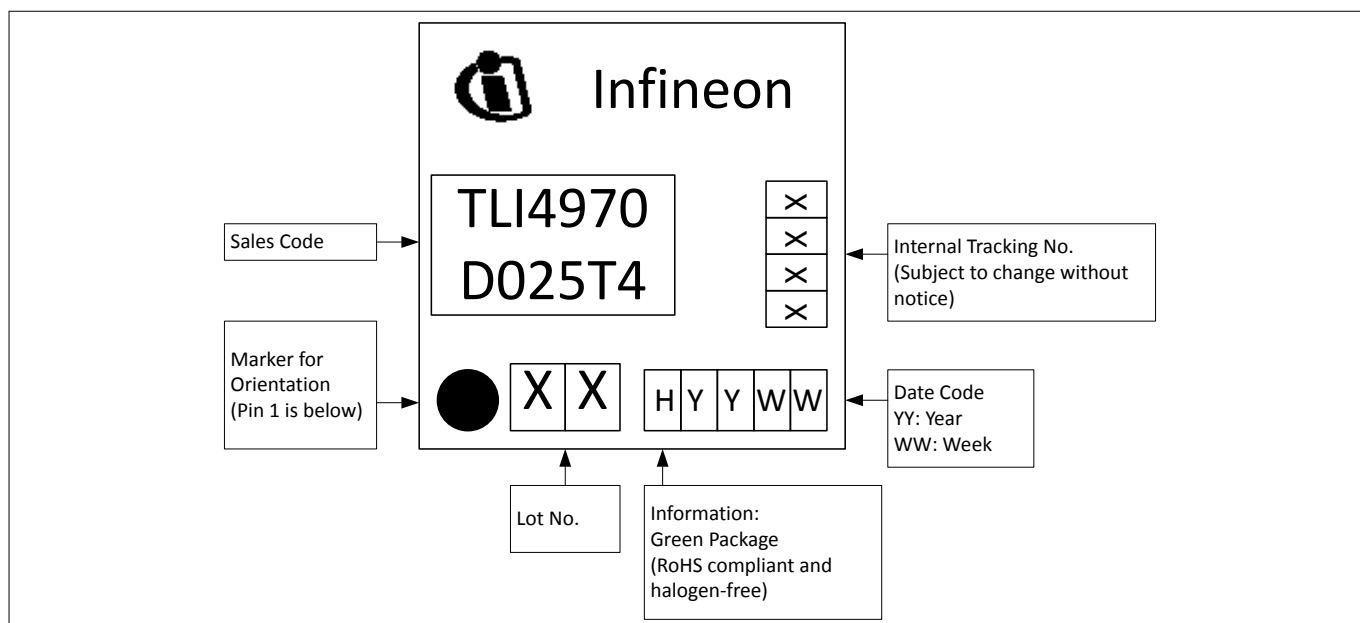 Infineon
TLI4970
D025T4
X
X
X
X
Sales Code
Internal Tracking No.
(Subject to change without
notice)
Marker for
Orientation
(Pin 1 is below)
X X
H Y Y W W
Date Code
YY: Year
WW: Week
Lot No.
Information:
Green Package
(RoHS compliant and
halogen-free)